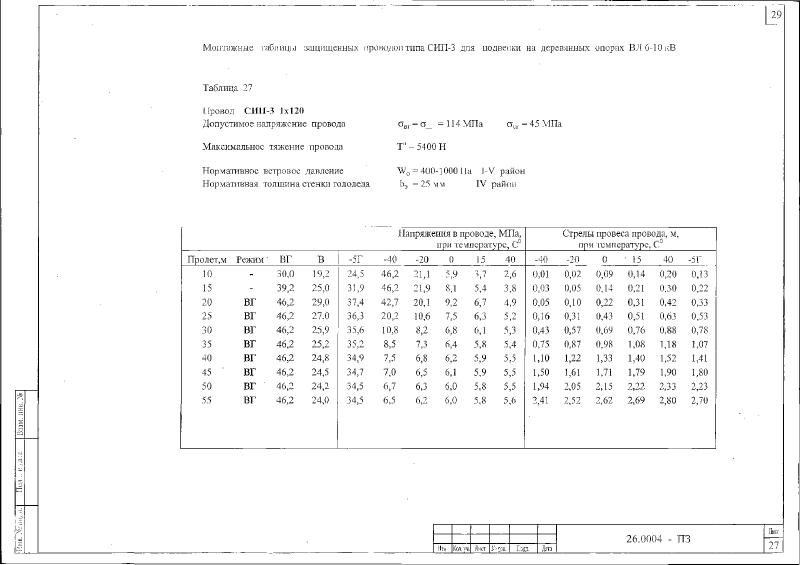 29
Монтажные таблицы защищенных проводов типа СИП-3 для подвески на деревянных опорах ВЛ 6-10 кВ
Таблица 27
Провод СИП-3 1х120
Допустимое напряжение провода σвг = σ_ = 114 МПа σсг = 45 МПа
Максимальное тяжение провода Тн = 5400 Н
Нормативное ветровое давление W0 = 400-1000 Па I-V район
Нормативная толщина стенки гололеда bэ = 25 мм IV район
Напряжения в проводе, МПа, при температуре, С0 Стрелы провеса провода, м, при температуре, С0
Пролет,м Режим ВГ В -5Г -40 -20 0 15 40 -40 -20 0 15 40 -5Г
10 - 30,0 19,2 24,5 46,2 21,1 5,9 3,7 2,6 0,01 0,02 0,09 0,14 0,20 0,13
15 - 39,2 25,0 31,9 46,2 21,9 8,1 5,4 3,8 0,03 0,05 0,14 0,21 0,30 0,22
20 ВГ 46,2 29,0 37,4 42,7 20,1 9,2 6,7 4,9 0,05 0,10 0,22 0,31 0,42 0,33
25 ВГ 46,2 27,0 36,3 20,2 10,6 7,5 6,3 5,2 0,16 0,31 0,43 0,51 0,63 0,53
30 ВГ 46,2 25,9 35,6 10,8 8,2 6,8 6,1 5,3 0,43 0,57 0,69 0,76 0,88 0,78
35 ВГ 46,2 25,2 35,2 8,5 7,3 6,4 5,8 5,4 0,75 0,87 0,98 1,08 1,18 1,07
40 ВГ 46,2 24,8 34,9 7,5 6,8 6,2 5,9 5,5 1,10 1,22 1,33 1,40 1,52 1,41
45 ВГ 46,2 24,5 34,7 7,0 6,5 6,1 5,9 5,5 1,50 1,61 1,71 1,79 1,90 1,80
50 ВГ 46,2 24,2 34,5 6,7 6,3 6,0 5,8 5,5 1,94 2,05 2,15 2,22 2,33 2,23
55 ВГ 46,2 24,0 34,5 6,5 6,2 6,0 5,8 5,6 2,41 2,52 2,62 2,69 2,80 2,70
Взам. инв. №
Подп. и дата
Инв. № подл.
Изм Кол.уч Лист № док Подп. Дата
26.0004 - ПЗ
Лист
27